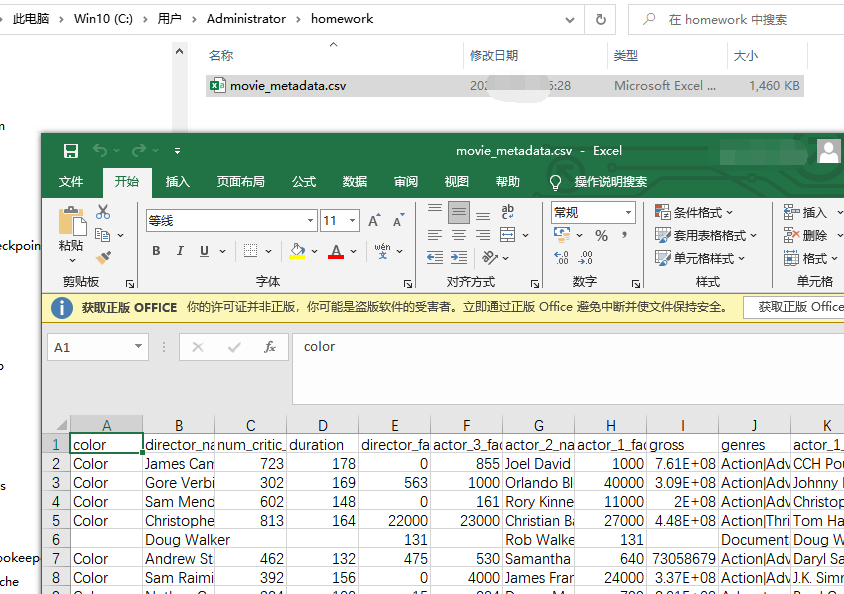 此电脑 › Win10 (C:) › 用户 › Administrator › homework
在 homework 中搜索
名称 修改日期 类型 大小
movie_metadata.csv 5:28 Microsoft Excel ... 1,460 KB
movie_metadata.csv - Excel
文件 开始 插入 页面布局 公式 数据 审阅 视图 帮助 操作说明搜索
等线 11 常规 条件格式 插入
粘贴 套用表格格式 删除
B I U A wén 文 % 单元格样式 格式
剪贴板 字体 对齐方式 数字 样式 单元格
获取正版 OFFICE 你的许可证并非正版，你可能是盗版软件的受害者。立即通过正版 Office 避免中断并使文件保持安全。 获取正版 Office
A1 fx color
A B C D E F G H I J K
1 color director_na num_critic_ duration director_fa actor_3_fac actor_2_na actor_1_fac gross genres actor_1_
2 Color James Cam 723 178 0 855 Joel David 1000 7.61E+08 Action|Adv CCH Pou
3 Color Gore Verbi 302 169 563 1000 Orlando Bl 40000 3.09E+08 Action|Adv Johnny
4 Color Sam Mend 602 148 0 161 Rory Kinne 11000 2E+08 Action|Adv Christop
5 Color Christophe 813 164 22000 23000 Christian Ba 27000 4.48E+08 Action|Thri Tom Ha
6 Doug Walker 131 Rob Walke 131 Document Doug W
7 Color Andrew St 462 132 475 530 Samantha 640 73058679 Action|Adv Daryl Sa
8 Color Sam Raimi 392 156 0 4000 James Fran 24000 3.37E+08 Action|Adv J.K. Simm